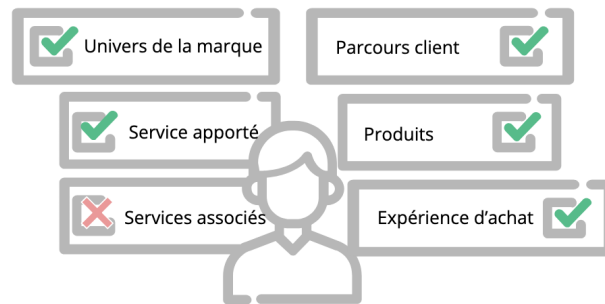 Univers de la marque
Parcours client
Service apporté
Produits
Services associés
Expérience d’achat